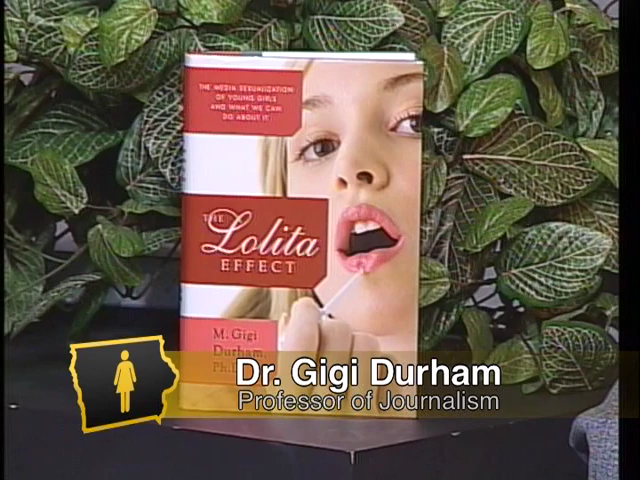 THE MEDIA SEXUALIZATION
OF YOUNG GIRLS
AND WHAT WE CAN
DO ABOUT IT
THE
Lolita
EFFECT
M. Gigi
Durham,
Ph.D.
Dr. Gigi Durham
Professor of Journalism